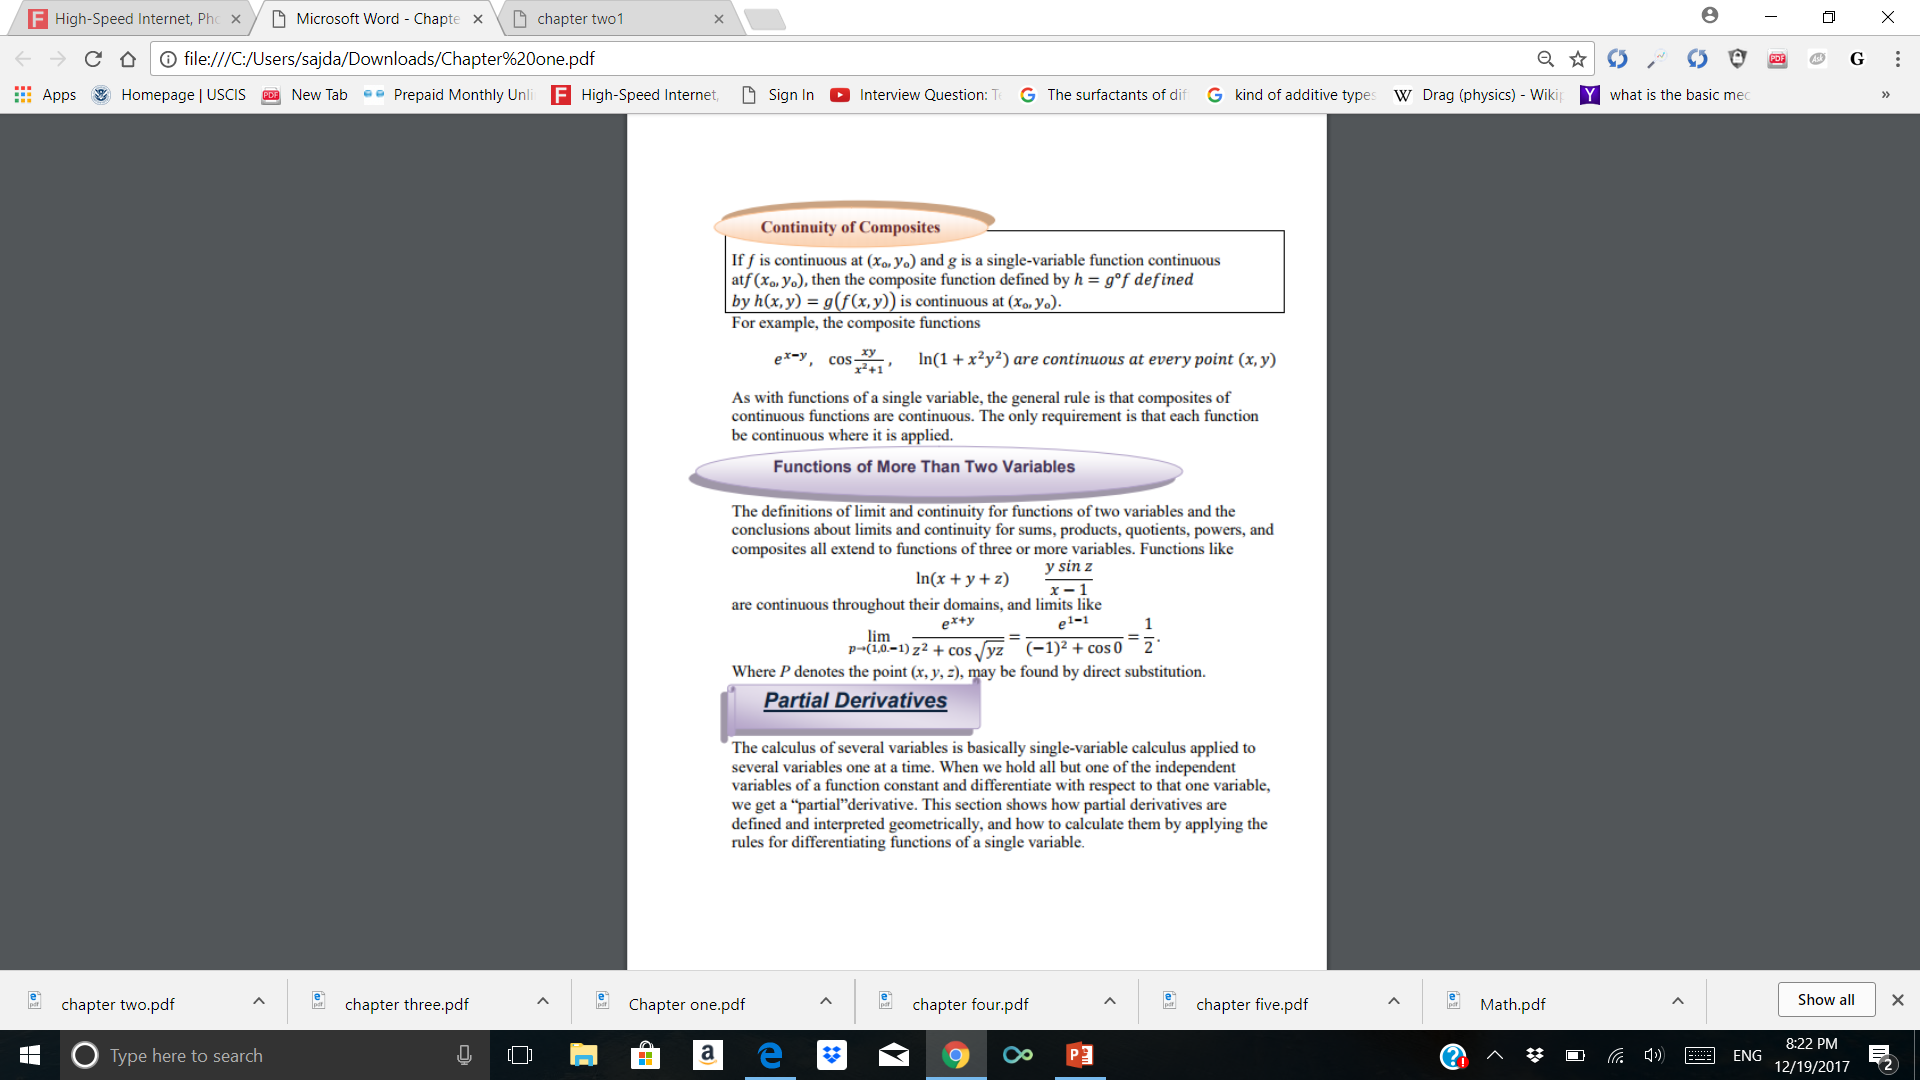 High-Speed Internet, Pho
Microsoft Word - Chapte
chapter two1
file:///C:/Users/sajda/Downloads/Chapter%20one.pdf
Apps Homepage | USCIS New Tab Prepaid Monthly Unli High-Speed Internet, Sign In Interview Question: T The surfactants of dif kind of additive types Drag (physics) - Wiki what is the basic mec »
Continuity of Composites
If f is continuous at (xₒ, yₒ) and g is a single-variable function continuous
atf(xₒ, yₒ), then the composite function defined by h = g°f defined
by h(x, y) = g(f(x, y)) is continuous at (xₒ, yₒ).
For example, the composite functions
e^{x−y}, cos xy/(x²+1), ln(1 + x²y²) are continuous at every point (x, y)
As with functions of a single variable, the general rule is that composites of
continuous functions are continuous. The only requirement is that each function
be continuous where it is applied.
Functions of More Than Two Variables
The definitions of limit and continuity for functions of two variables and the
conclusions about limits and continuity for sums, products, quotients, powers, and
composites all extend to functions of three or more variables. Functions like
ln(x + y + z) (y sin z)/(x − 1)
are continuous throughout their domains, and limits like
lim p→(1,0.−1) e^{x+y}/(z² + cos √yz) = e^{1−1}/((−1)² + cos 0) = 1/2.
Where P denotes the point (x, y, z), may be found by direct substitution.
Partial Derivatives
The calculus of several variables is basically single-variable calculus applied to
several variables one at a time. When we hold all but one of the independent
variables of a function constant and differentiate with respect to that one variable,
we get a “partial”derivative. This section shows how partial derivatives are
defined and interpreted geometrically, and how to calculate them by applying the
rules for differentiating functions of a single variable.
chapter two.pdf chapter three.pdf Chapter one.pdf chapter four.pdf chapter five.pdf Math.pdf Show all
Type here to search
ENG
8:22 PM
12/19/2017
2